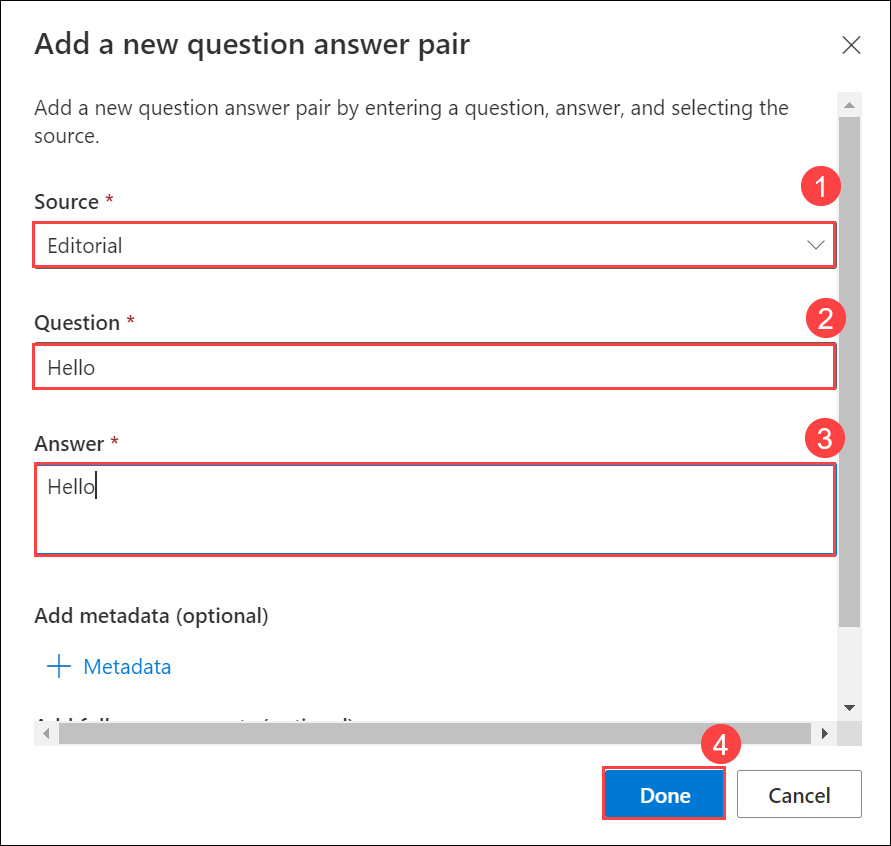 Add a new question answer pair
Add a new question answer pair by entering a question, answer, and selecting the
source.
1
Source *
Editorial
2
Question *
Hello
3
Answer *
Hello
Add metadata (optional)
Metadata
4
Done Cancel